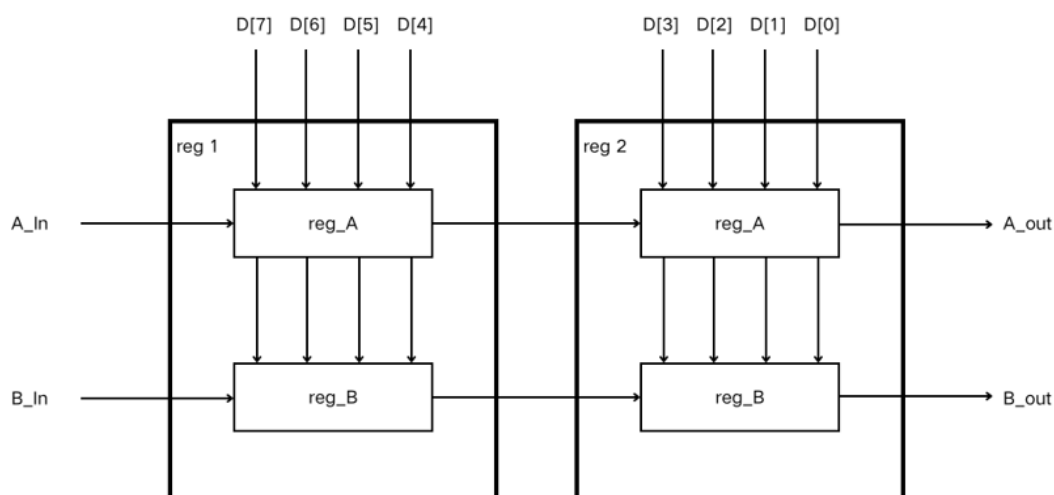 D[7] D[6] D[5] D[4] D[3] D[2] D[1] D[0]
reg 1 reg 2
A_In reg_A reg_A A_out
B_In reg_B reg_B B_out